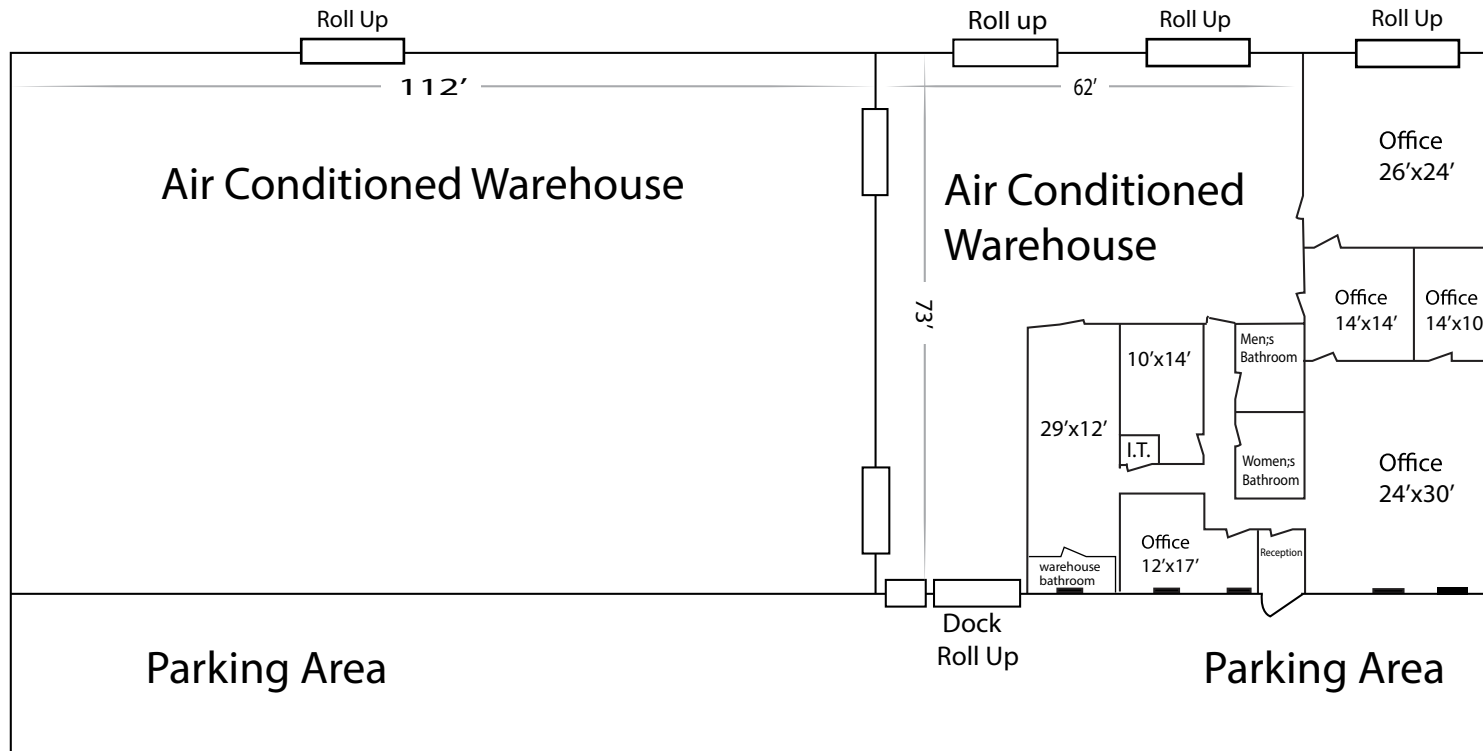 Roll Up
Roll up
Roll Up
Roll Up
112’
62’
Office
26’x24’
Air Conditioned Warehouse
Air Conditioned
Warehouse
73’
Office
14’x14’
Office
14’x10
Men;s
Bathroom
10’x14’
29’x12’
I.T.
Women;s
Bathroom
Office
24’x30’
Office
12’x17’
Reception
warehouse
bathroom
Dock
Roll Up
Parking Area
Parking Area